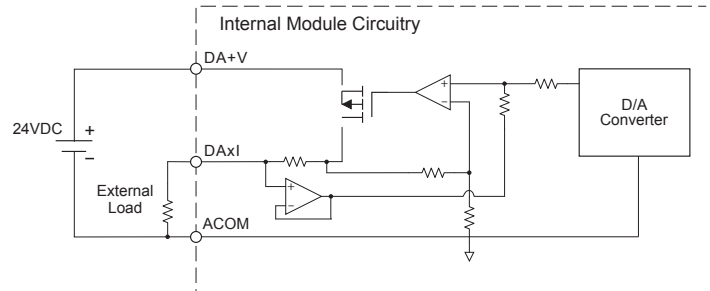 Internal Module Circuitry
DA+V
+
−
D/A
Converter
24VDC
+
−
DAxI
External
Load
+
−
ACOM